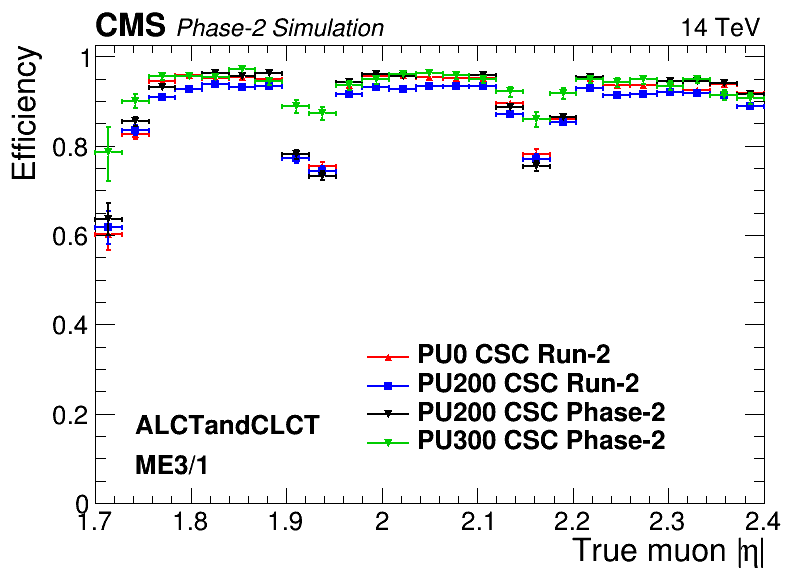 CMS Phase-2 Simulation 14 TeV
Efficiency
1
0.8
0.6
0.4
0.2
0
PU0 CSC Run-2
PU200 CSC Run-2
PU200 CSC Phase-2
PU300 CSC Phase-2
ALCTandCLCT
ME3/1
1.7 1.8 1.9 2 2.1 2.2 2.3 2.4
True muon |η|